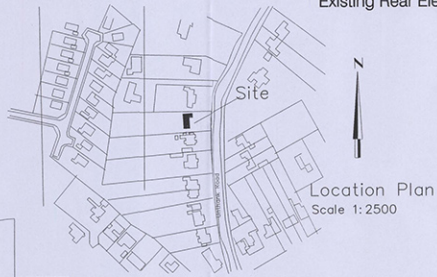 Existing Rear Ele
N
Site
Location Plan
Scale 1:2500